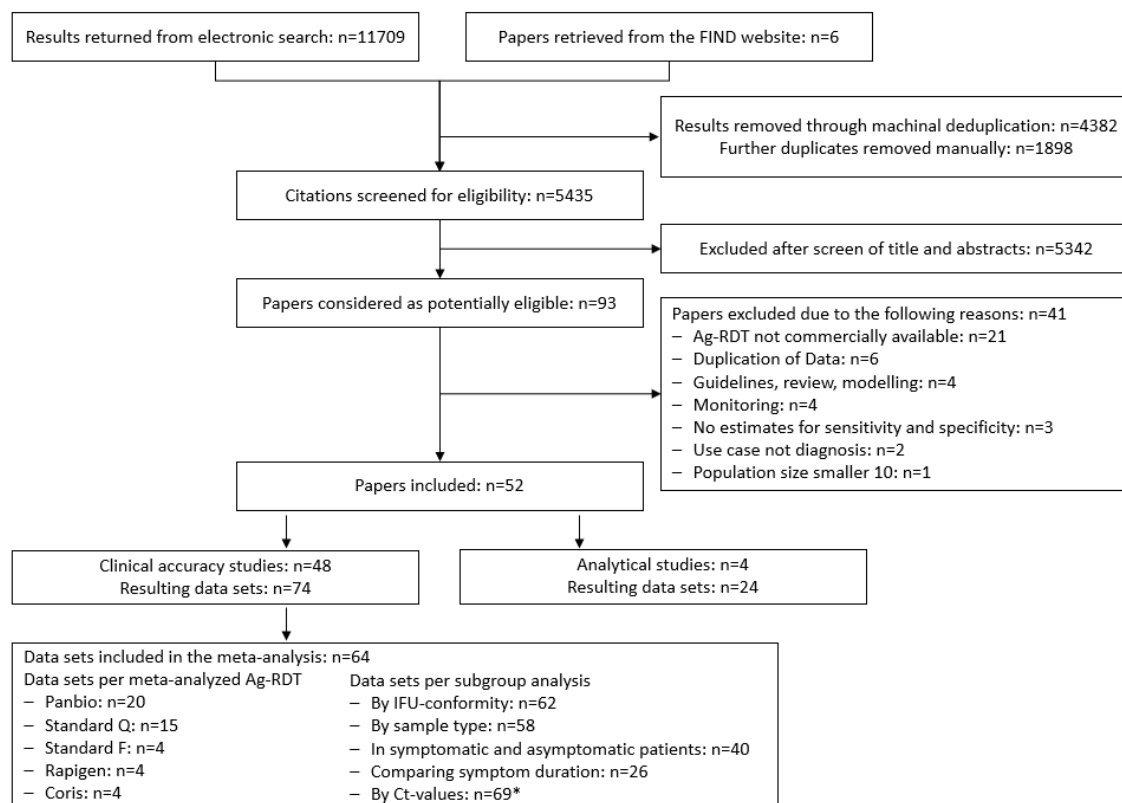 Results returned from electronic search: n=11709
Papers retrieved from the FIND website: n=6
Results removed through machinal deduplication: n=4382
Further duplicates removed manually: n=1898
Citations screened for eligibility: n=5435
Excluded after screen of title and abstracts: n=5342
Papers considered as potentially eligible: n=93
Papers excluded due to the following reasons: n=41
– Ag-RDT not commercially available: n=21
– Duplication of Data: n=6
– Guidelines, review, modelling: n=4
– Monitoring: n=4
– No estimates for sensitivity and specificity: n=3
– Use case not diagnosis: n=2
– Population size smaller 10: n=1
Papers included: n=52
Clinical accuracy studies: n=48
Resulting data sets: n=74
Analytical studies: n=4
Resulting data sets: n=24
Data sets included in the meta-analysis: n=64
Data sets per meta-analyzed Ag-RDT
– Panbio: n=20
– Standard Q: n=15
– Standard F: n=4
– Rapigen: n=4
– Coris: n=4
Data sets per subgroup analysis
– By IFU-conformity: n=62
– By sample type: n=58
– In symptomatic and asymptomatic patients: n=40
– Comparing symptom duration: n=26
– By Ct-values: n=69*